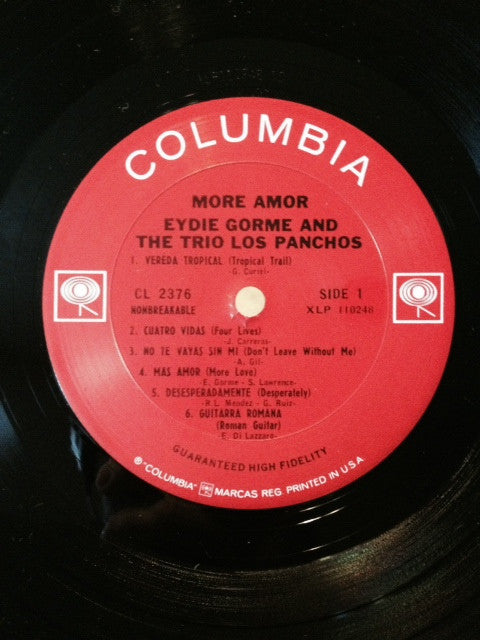 COLUMBIA
MORE AMOR
EYDIE GORME AND
THE TRIO LOS PANCHOS
1. VEREDA TROPICAL (Tropical Trail)
-G. Curiel-
CL 2376
SIDE 1
NONBREAKABLE
XLP 110248
2. CUATRO VIDAS (Four Lives)
-J. Carreras-
3. NO TE VAYAS SIN MI (Don't Leave Without Me)
-A. Gil-
4. MAS AMOR (More Love)
-E. Gorme - S. Lawrence-
5. DESESPERADAMENTE (Desperately)
-R.L. Mendez - G. Ruiz-
6. GUITARRA ROMANA
(Roman Guitar)
-E. Di Lazzaro-
GUARANTEED HIGH FIDELITY
® "COLUMBIA" MARCAS REG. PRINTED IN U.S.A.